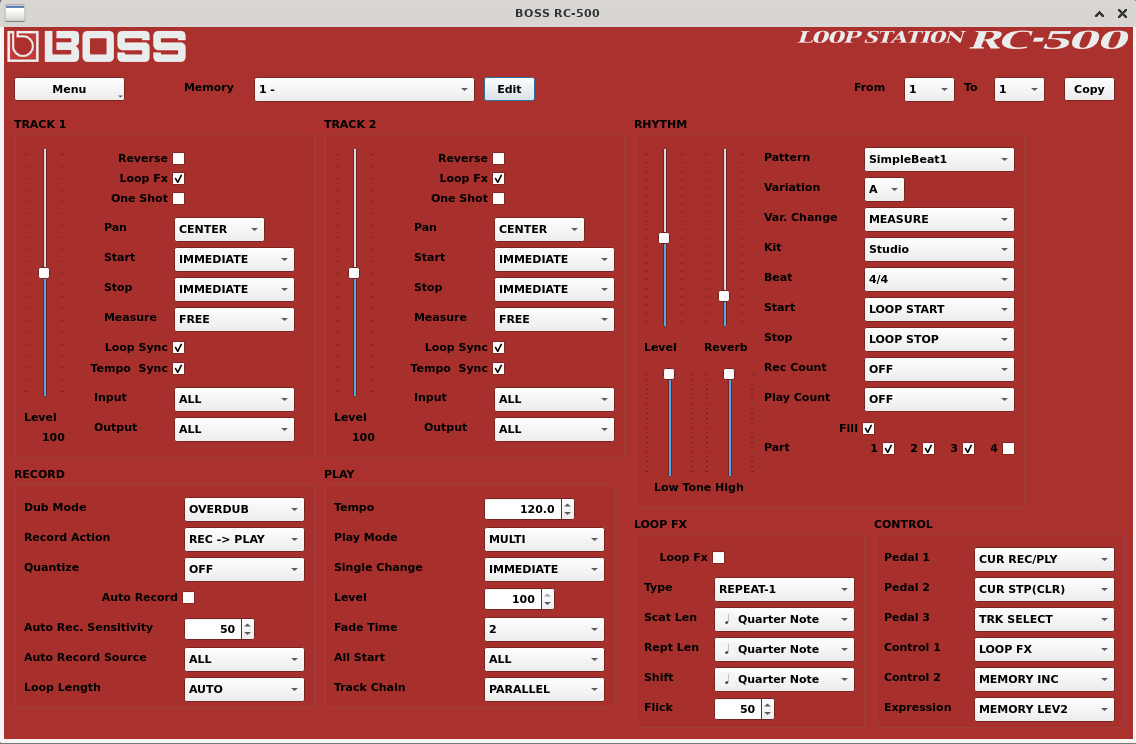 BOSS RC-500
BOSS
LOOP STATION RC-500
Menu Memory 1 - Edit From 1 To 1 Copy
TRACK 1
Reverse
Loop Fx
One Shot
Pan CENTER
Start IMMEDIATE
Stop IMMEDIATE
Measure FREE
Loop Sync
Tempo Sync
Input ALL
Level
Output ALL
100
TRACK 2
Reverse
Loop Fx
One Shot
Pan CENTER
Start IMMEDIATE
Stop IMMEDIATE
Measure FREE
Loop Sync
Tempo Sync
Input ALL
Level
Output ALL
100
RHYTHM
Level Reverb
Low Tone High
Pattern SimpleBeat1
Variation A
Var. Change MEASURE
Kit Studio
Beat 4/4
Start LOOP START
Stop LOOP STOP
Rec Count OFF
Play Count OFF
Fill
Part 1 2 3 4
RECORD
Dub Mode OVERDUB
Record Action REC -> PLAY
Quantize OFF
Auto Record
Auto Rec. Sensitivity 50
Auto Record Source ALL
Loop Length AUTO
PLAY
Tempo 120.0
Play Mode MULTI
Single Change IMMEDIATE
Level 100
Fade Time 2
All Start ALL
Track Chain PARALLEL
LOOP FX
Loop Fx
Type REPEAT-1
Scat Len ♩ Quarter Note
Rept Len ♩ Quarter Note
Shift ♩ Quarter Note
Flick 50
CONTROL
Pedal 1 CUR REC/PLY
Pedal 2 CUR STP(CLR)
Pedal 3 TRK SELECT
Control 1 LOOP FX
Control 2 MEMORY INC
Expression MEMORY LEV2